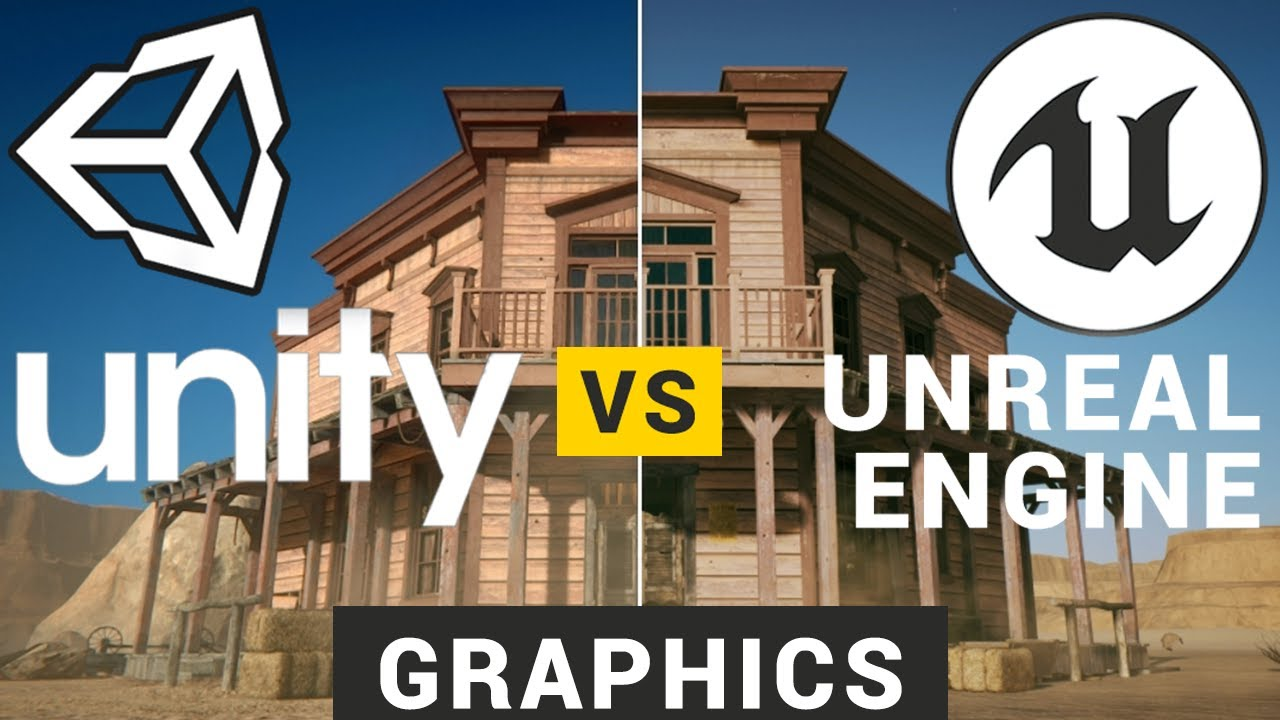 unity
VS
UNREAL
ENGINE
GRAPHICS